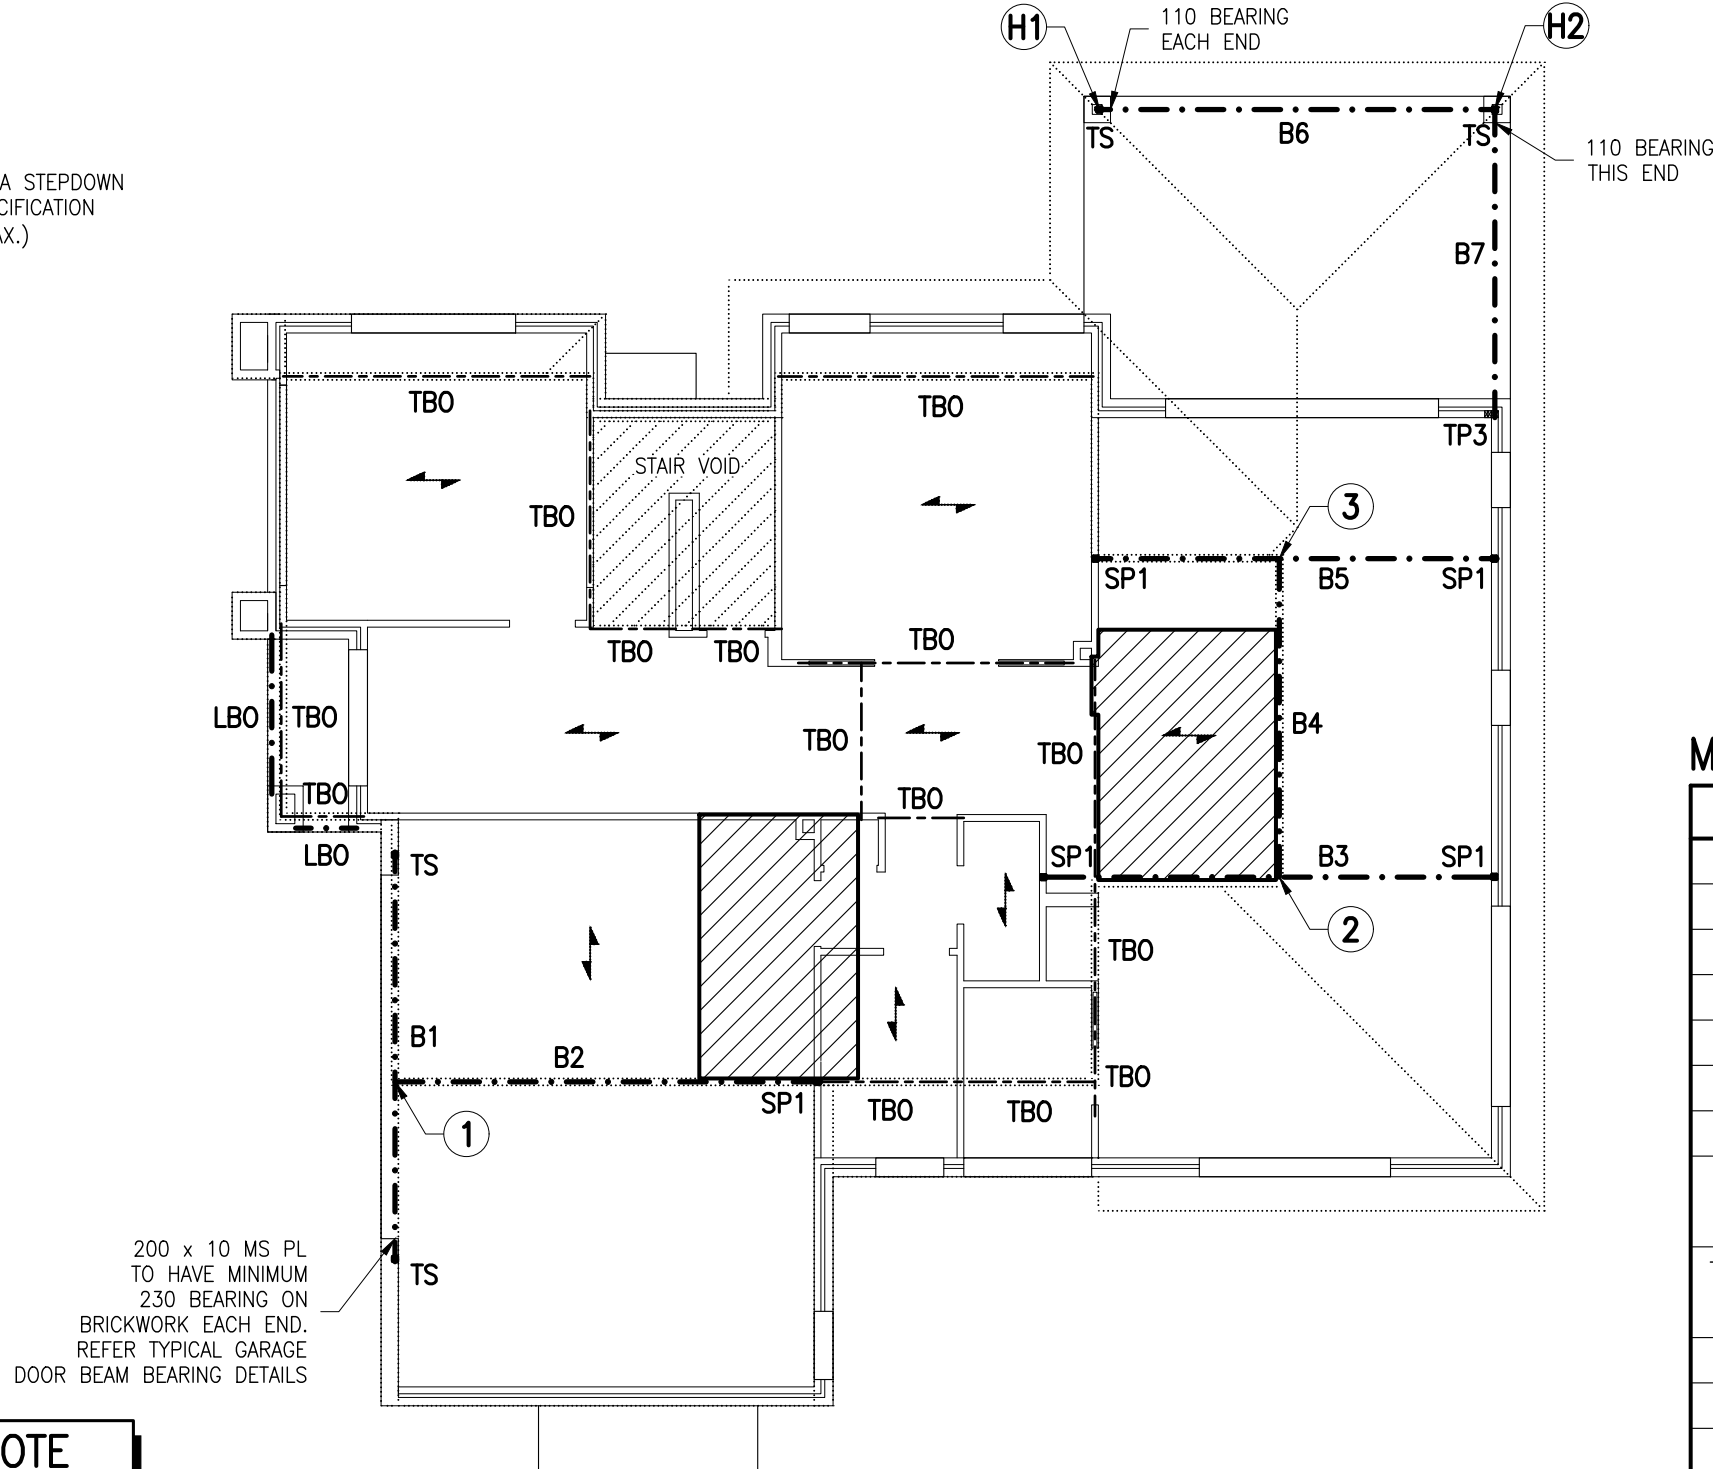 H1
110 BEARING
EACH END
H2
TS
B6
TS
110 BEARING
THIS END
A STEPDOWN
CIFICATION
AX.)
B7
TBO
TBO
TP3
STAIR VOID
TBO
3
SP1
B5
SP1
TBO
TBO
TBO
LBO
TBO
TBO
TBO
B4
M
TBO
TBO
LBO
TS
SP1
B3
SP1
2
TBO
B1
B2
SP1
TBO
TBO
TBO
1
200 x 10 MS PL
TO HAVE MINIMUM
230 BEARING ON
BRICKWORK EACH END.
REFER TYPICAL GARAGE
DOOR BEAM BEARING DETAILS
TS
OTE